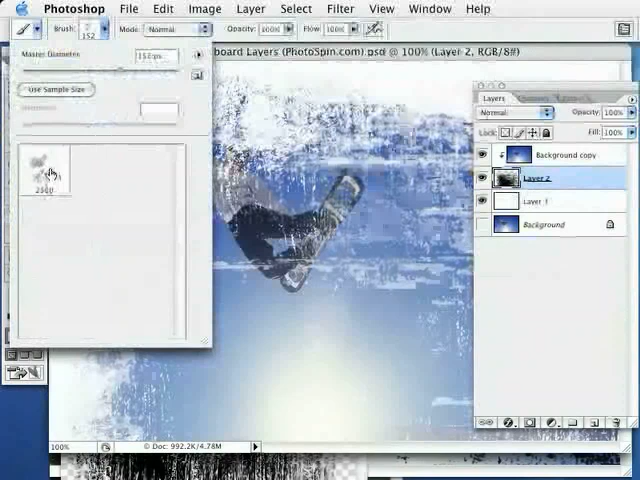 Photoshop File Edit Image Layer Select Filter View Window Help
Brush: 152 Mode: Normal Opacity: 100% Flow: 100%
board Layers (PhotoSpin.com).psd @ 100% (Layer 2, RGB/8#)
Master Diameter 152 px
Use Sample Size
2500
Layers
Normal Opacity: 100%
Lock: Fill: 100%
Background copy
Layer 2
Layer 1
Background
100% Doc: 992.2K/4.78M